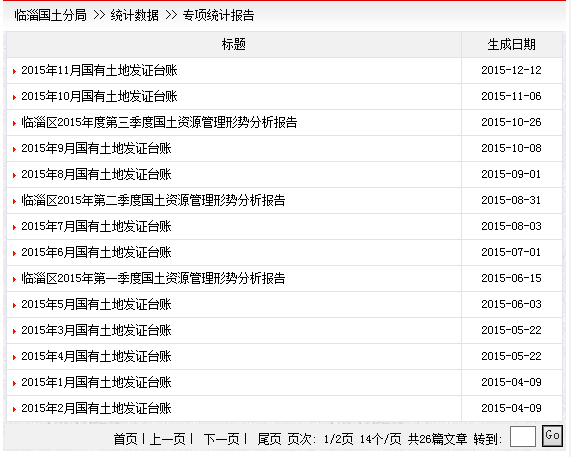 临淄国土分局 >> 统计数据 >> 专项统计报告
标题 生成日期
2015年11月国有土地发证台账 2015-12-12
2015年10月国有土地发证台账 2015-11-06
临淄区2015年度第三季度国土资源管理形势分析报告 2015-10-26
2015年9月国有土地发证台账 2015-10-08
2015年8月国有土地发证台账 2015-09-01
临淄区2015年第二季度国土资源管理形势分析报告 2015-08-31
2015年7月国有土地发证台账 2015-08-03
2015年6月国有土地发证台账 2015-07-01
临淄区2015年第一季度国土资源管理形势分析报告 2015-06-15
2015年5月国有土地发证台账 2015-06-03
2015年3月国有土地发证台账 2015-05-22
2015年4月国有土地发证台账 2015-05-22
2015年1月国有土地发证台账 2015-04-09
2015年2月国有土地发证台账 2015-04-09
首页 | 上一页 | 下一页 | 尾页 页次: 1/2页 14个/页 共26篇文章 转到: Go